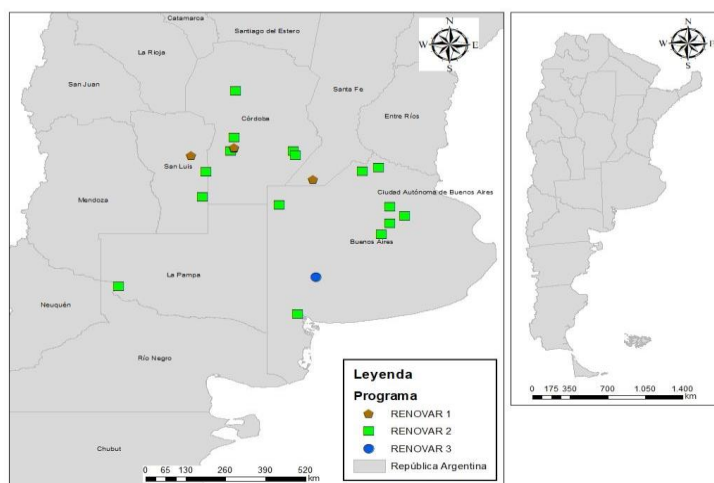 Catamarca
Santiago del Estero
La Rioja
San Juan
Santa Fe
Córdoba
Entre Ríos
San Luis
Mendoza
Ciudad Autónoma de Buenos Aires
Buenos Aires
La Pampa
Neuquén
Río Negro
Chubut
N
W
E
S
Leyenda
Programa
RENOVAR 1
RENOVAR 2
RENOVAR 3
República Argentina
0 65 130 260 390 520
km
N
W
E
S
0 175 350 700 1.050 1.400
km